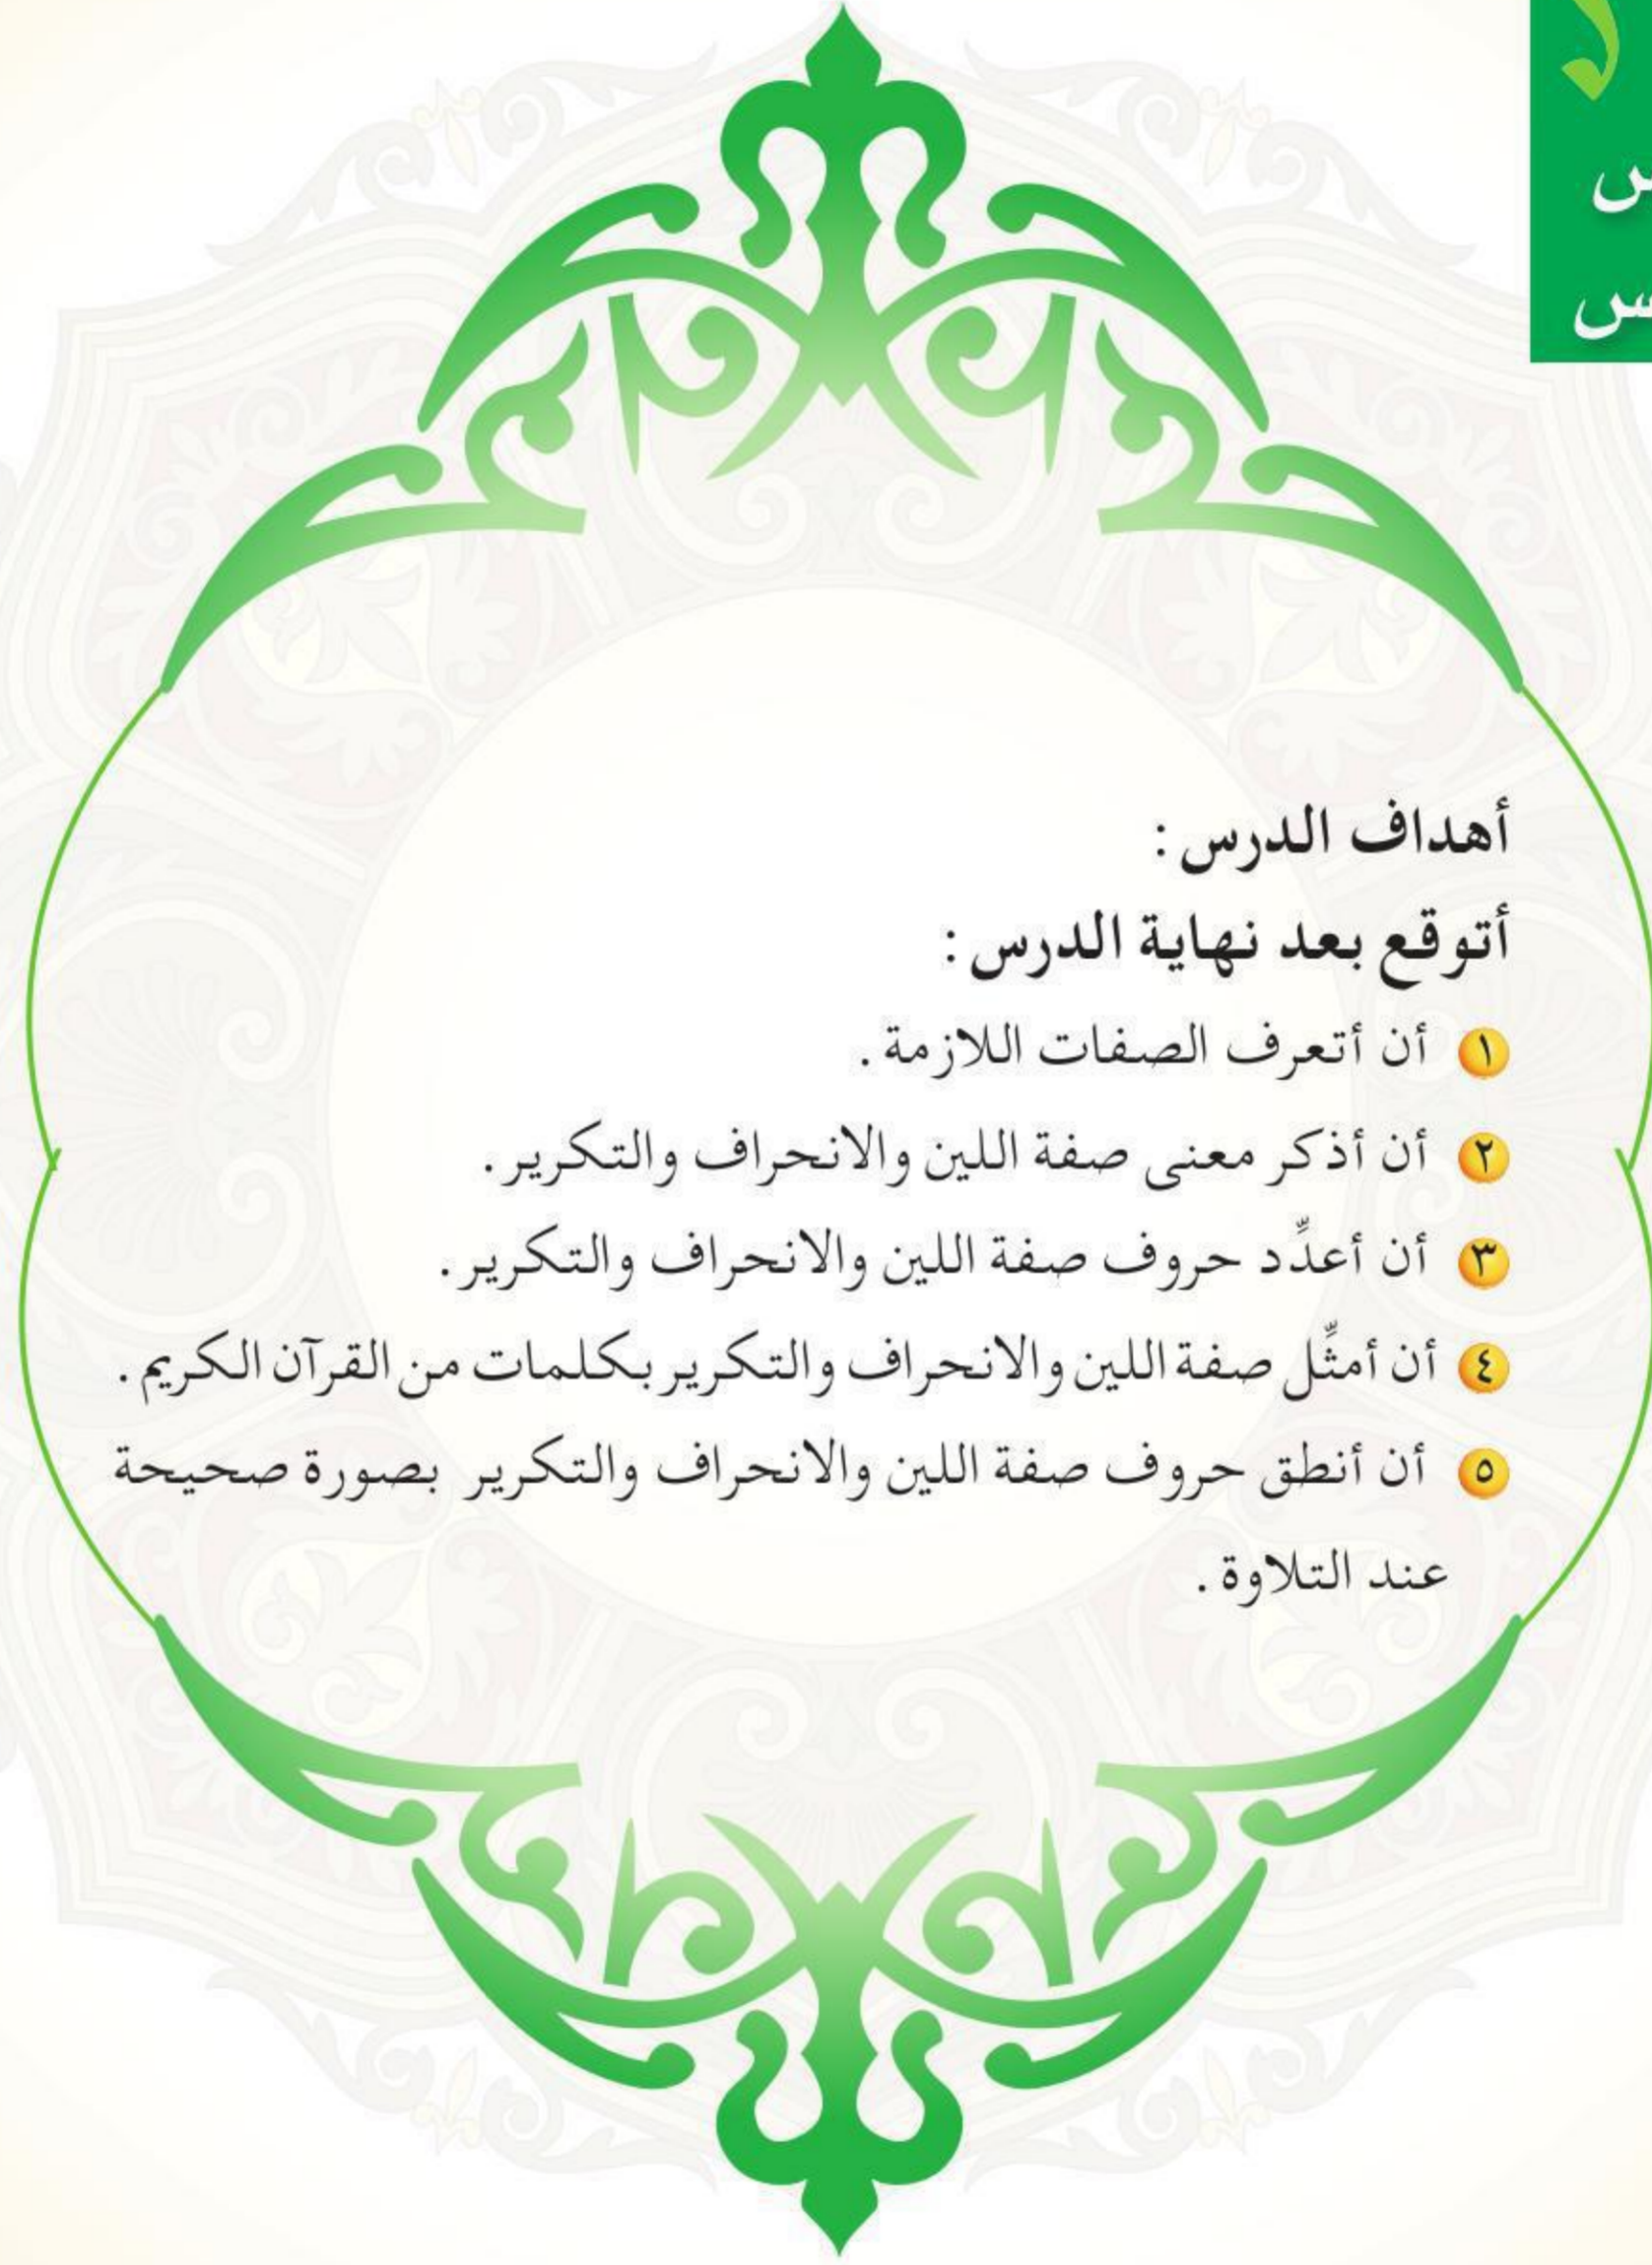 أهداف الدرس :
أتوقع بعد نهاية الدرس :
١ أن أتعرف الصفات اللازمة .
٢ أن أذكر معنى صفة اللين والانحراف والتكرير .
٣ أن أعدِّد حروف صفة اللين والانحراف والتكرير .
٤ أن أمثِّل صفة اللين والانحراف والتكرير بكلمات من القرآن الكريم .
٥ أن أنطق حروف صفة اللين والانحراف والتكرير بصورة صحيحة
عند التلاوة .